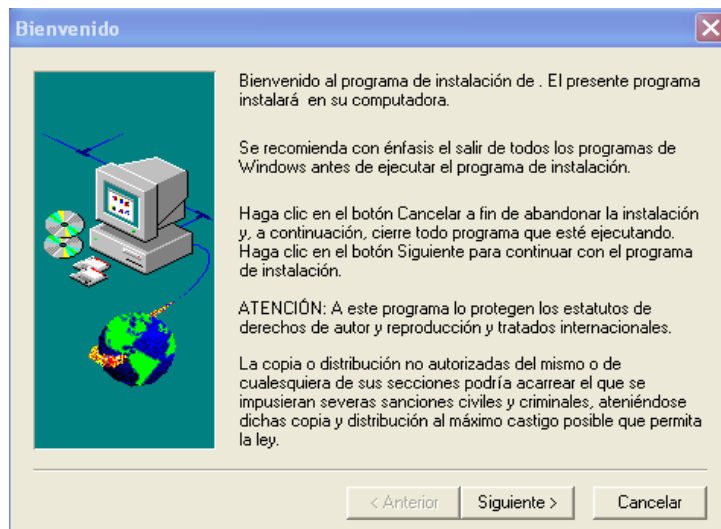 Bienvenido
Bienvenido al programa de instalación de . El presente programa
instalará  en su computadora.
Se recomienda con énfasis el salir de todos los programas de
Windows antes de ejecutar el programa de instalación.
Haga clic en el botón Cancelar a fin de abandonar la instalación
y, a continuación, cierre todo programa que esté ejecutando.
Haga clic en el botón Siguiente para continuar con el programa
de instalación.
ATENCIÓN: A este programa lo protegen los estatutos de
derechos de autor y reproducción y tratados internacionales.
La copia o distribución no autorizadas del mismo o de
cualesquiera de sus secciones podría acarrear el que se
impusieran severas sanciones civiles y criminales, ateniéndose
dichas copia y distribución al máximo castigo posible que permita
la ley.
< Anterior Siguiente > Cancelar